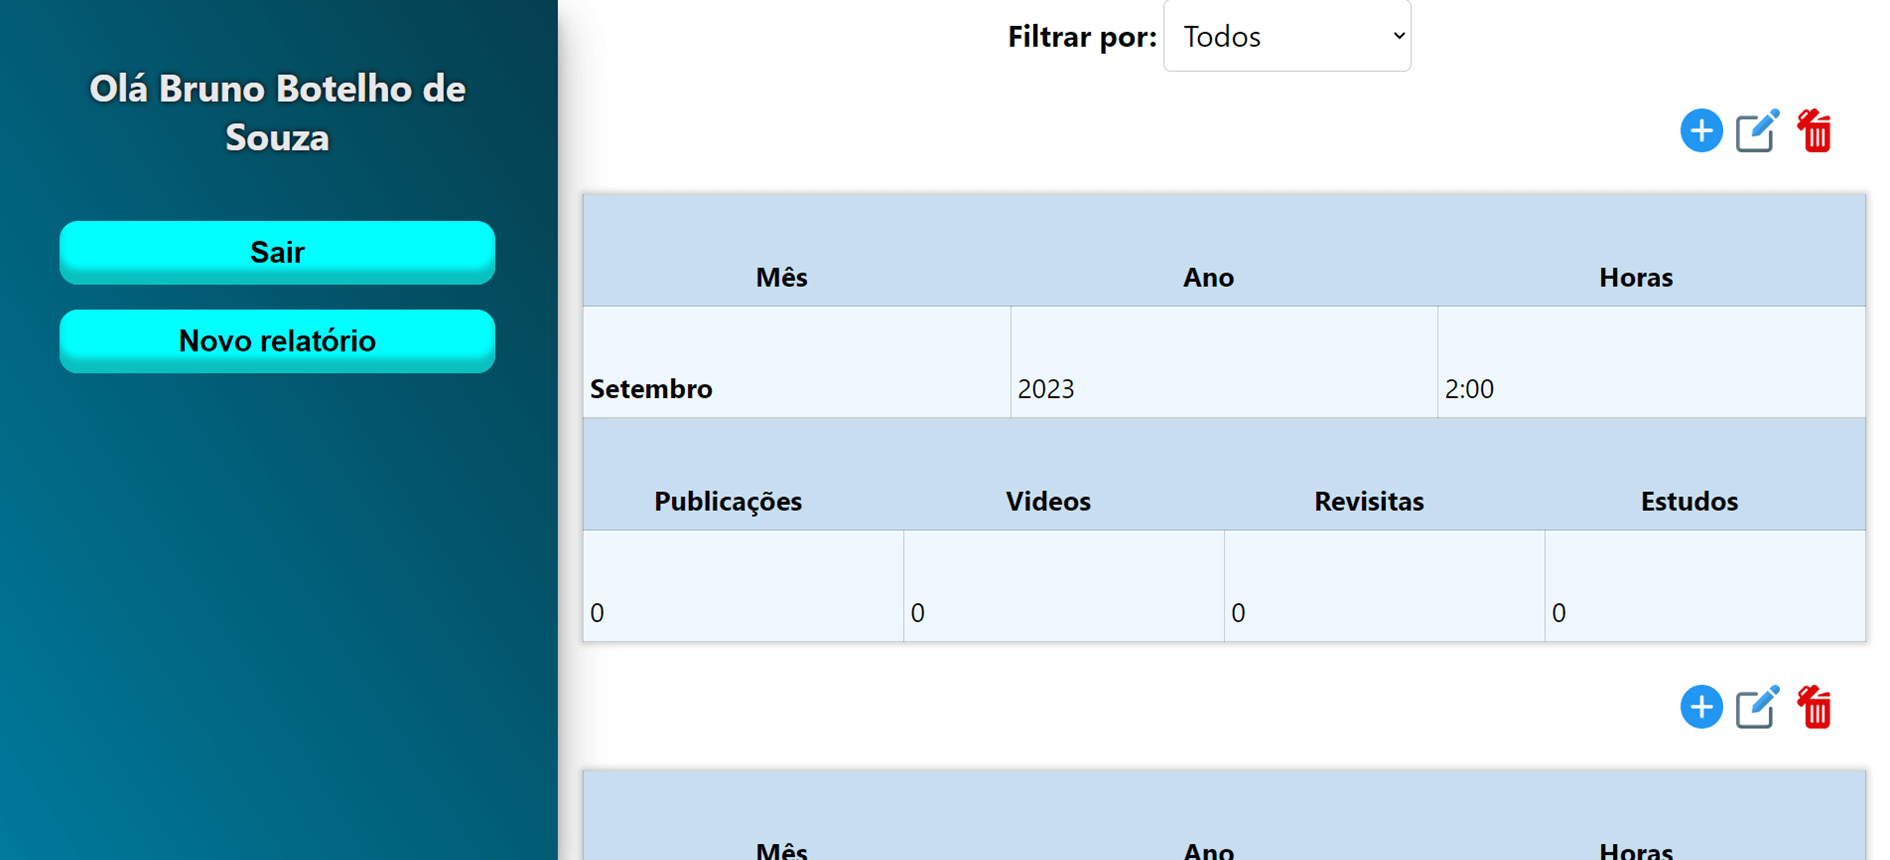 Olá Bruno Botelho de
Souza
Sair
Novo relatório
Filtrar por: Todos
Mês Ano Horas
Setembro 2023 2:00
Publicações Videos Revisitas Estudos
0 0 0 0
Mês Ano Horas